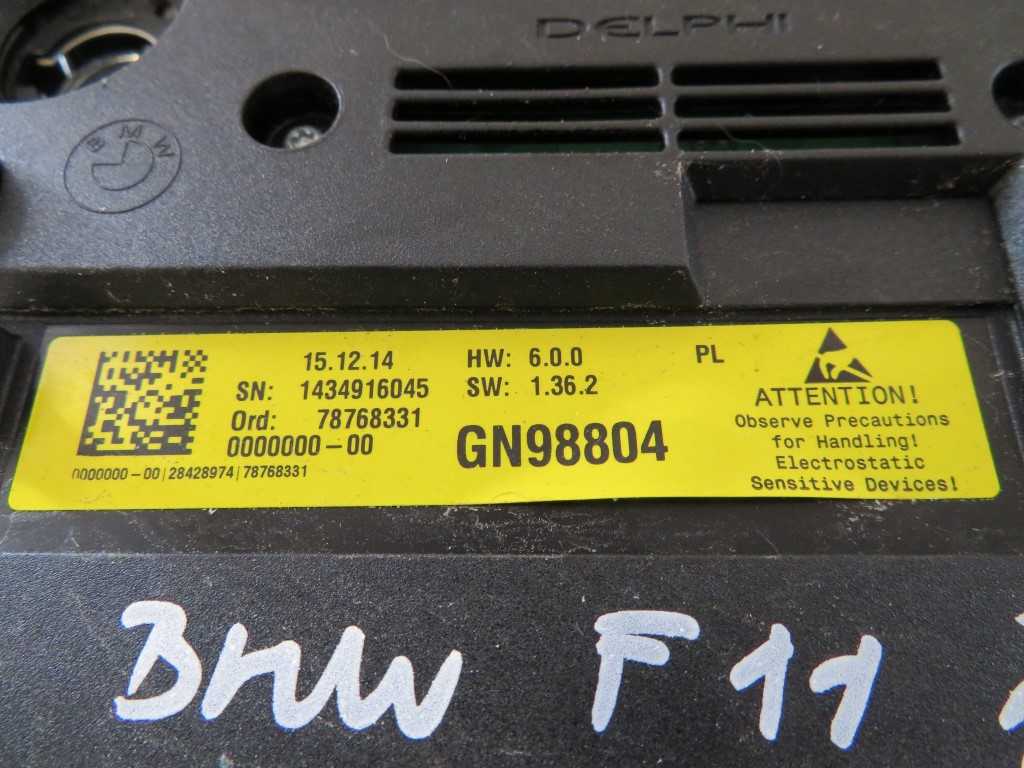 DELPHI
BMW
15.12.14
HW: 6.0.0
PL
SN: 1434916045
SW: 1.36.2
Ord: 78768331
0000000-00
GN98804
0000000-00|28428974|78768331
ATTENTION!
Observe Precautions
for Handling!
Electrostatic
Sensitive Devices!
BMW F11